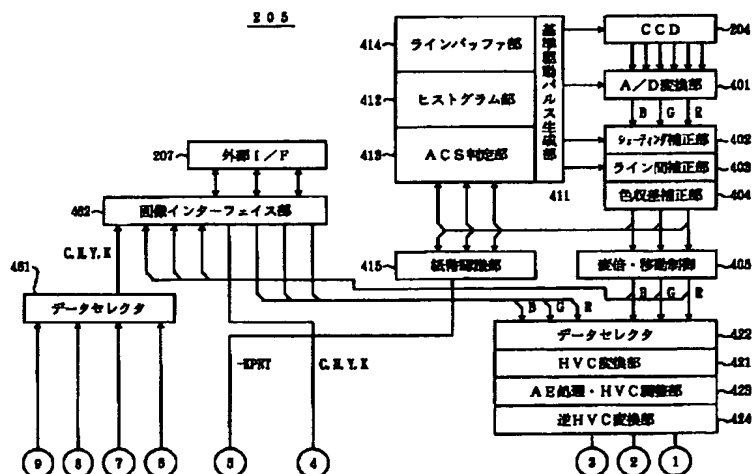 205
414
ラインバッファ部
基準駆動パルス生成部
CCD
204
412
ヒストグラム部
A/D変換部
401
B G R
413
ACS判定部
シェーディング補正部
402
ライン間補正部
403
411
色収差補正部
404
207
外部I/F
462
画像インターフェイス部
C,M,Y,K
415
変倍・移動制御
405
461
データセレクタ
B G R
B G R
データセレクタ
422
HVC変換部
421
AE処理・HVC調整部
423
逆HVC変換部
424
C,M,Y,K
9 8 7 6 5 4 3 2 1